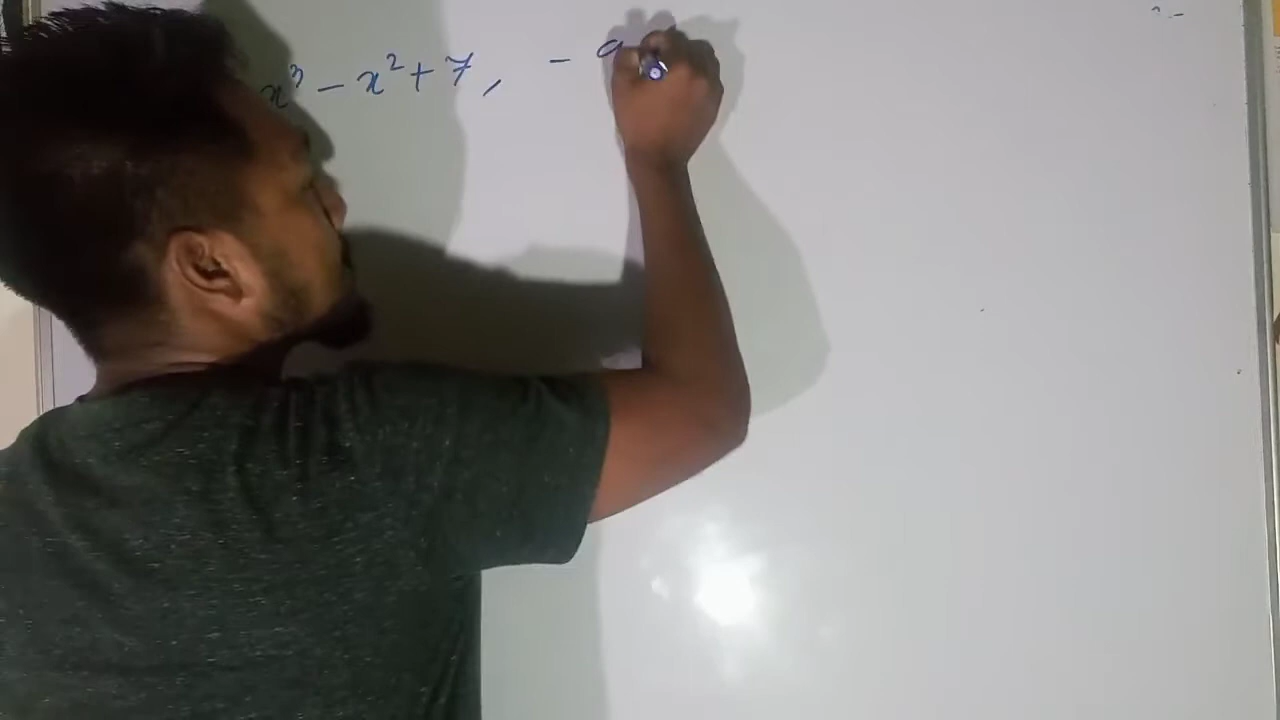 x³ - x² + 7, -